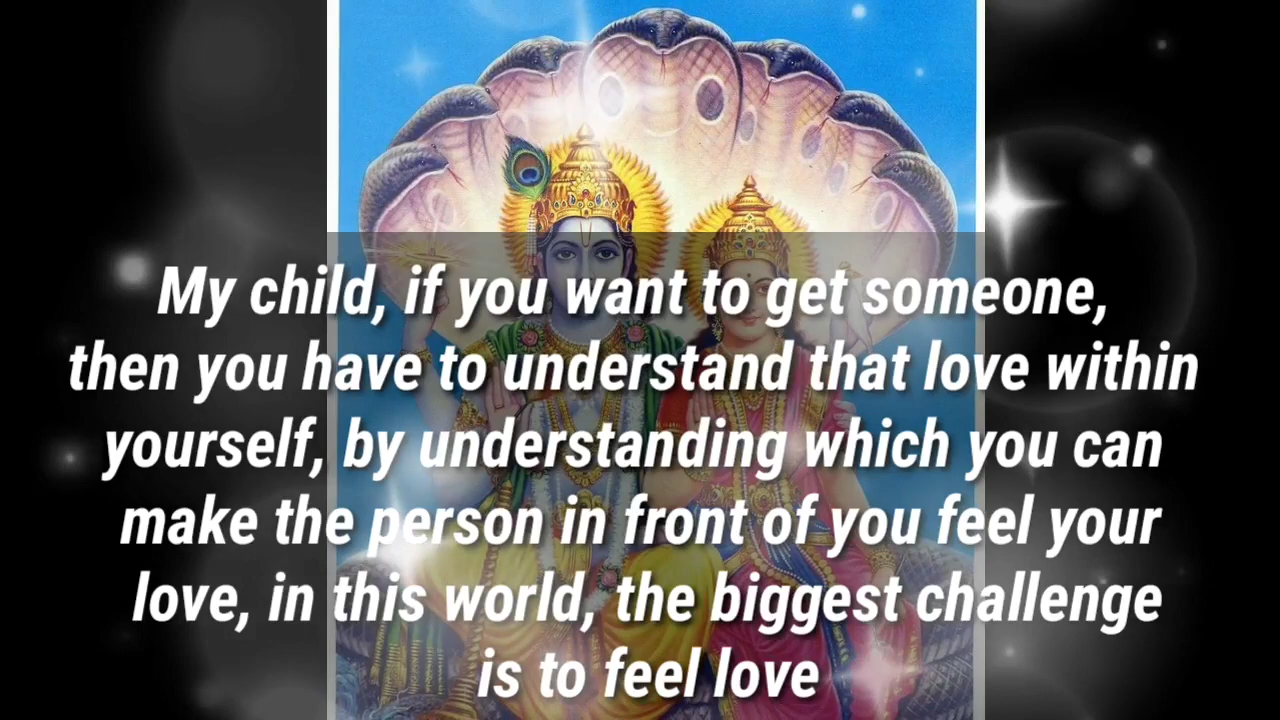 My child, if you want to get someone,
then you have to understand that love within
yourself, by understanding which you can
make the person in front of you feel your
love, in this world, the biggest challenge
is to feel love